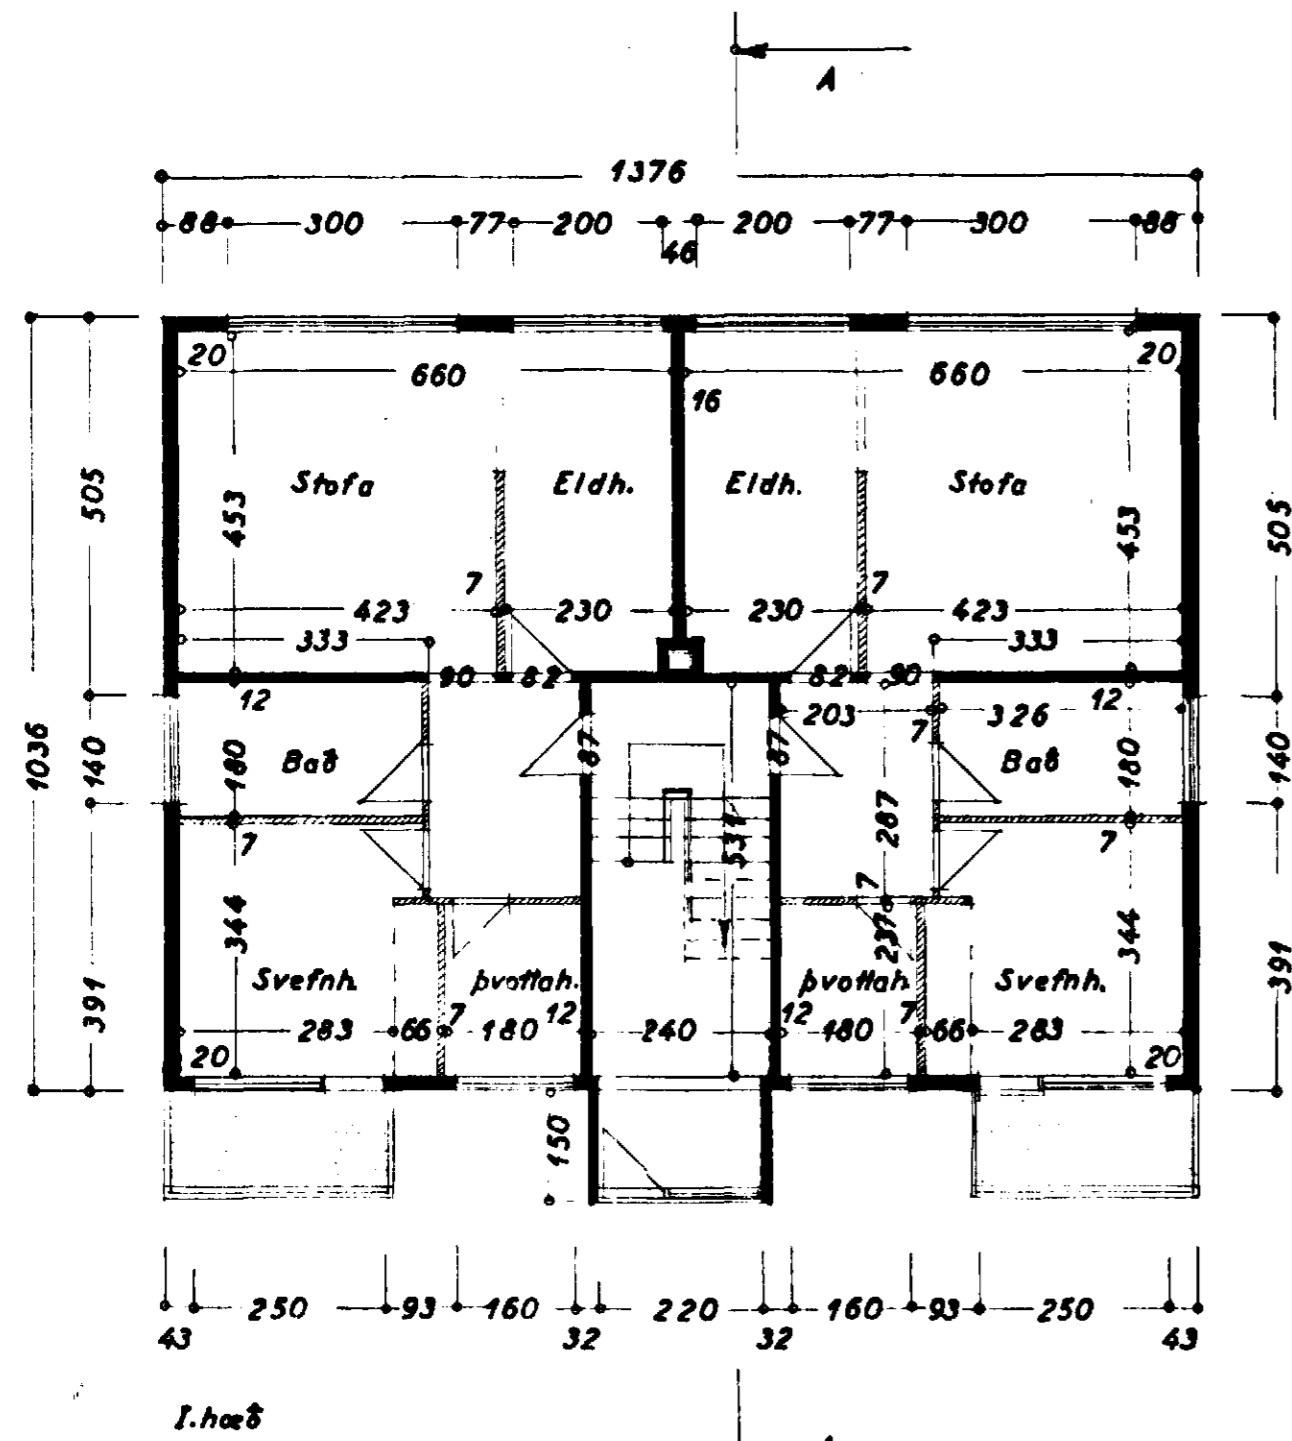 A
1376
88 300 77 200 46 200 77 300 88
20 660 16 660 20
505 453 Stofa Eldh. Eldh. Stofa 453 505
7 7
423 230 230 423
333 333
90 82 82 90
12 203 7 326 12
1036 140 180 Bað 87 87 Bað 180 140
7 531 287 7
391 344 7 237 344 391
Svefnh. þvottah. þvottah. Svefnh.
283 66 7 180 12 240 12 180 7 66 283
20 20
150
43 250 93 160 32 220 32 160 93 250 43
I. hæð